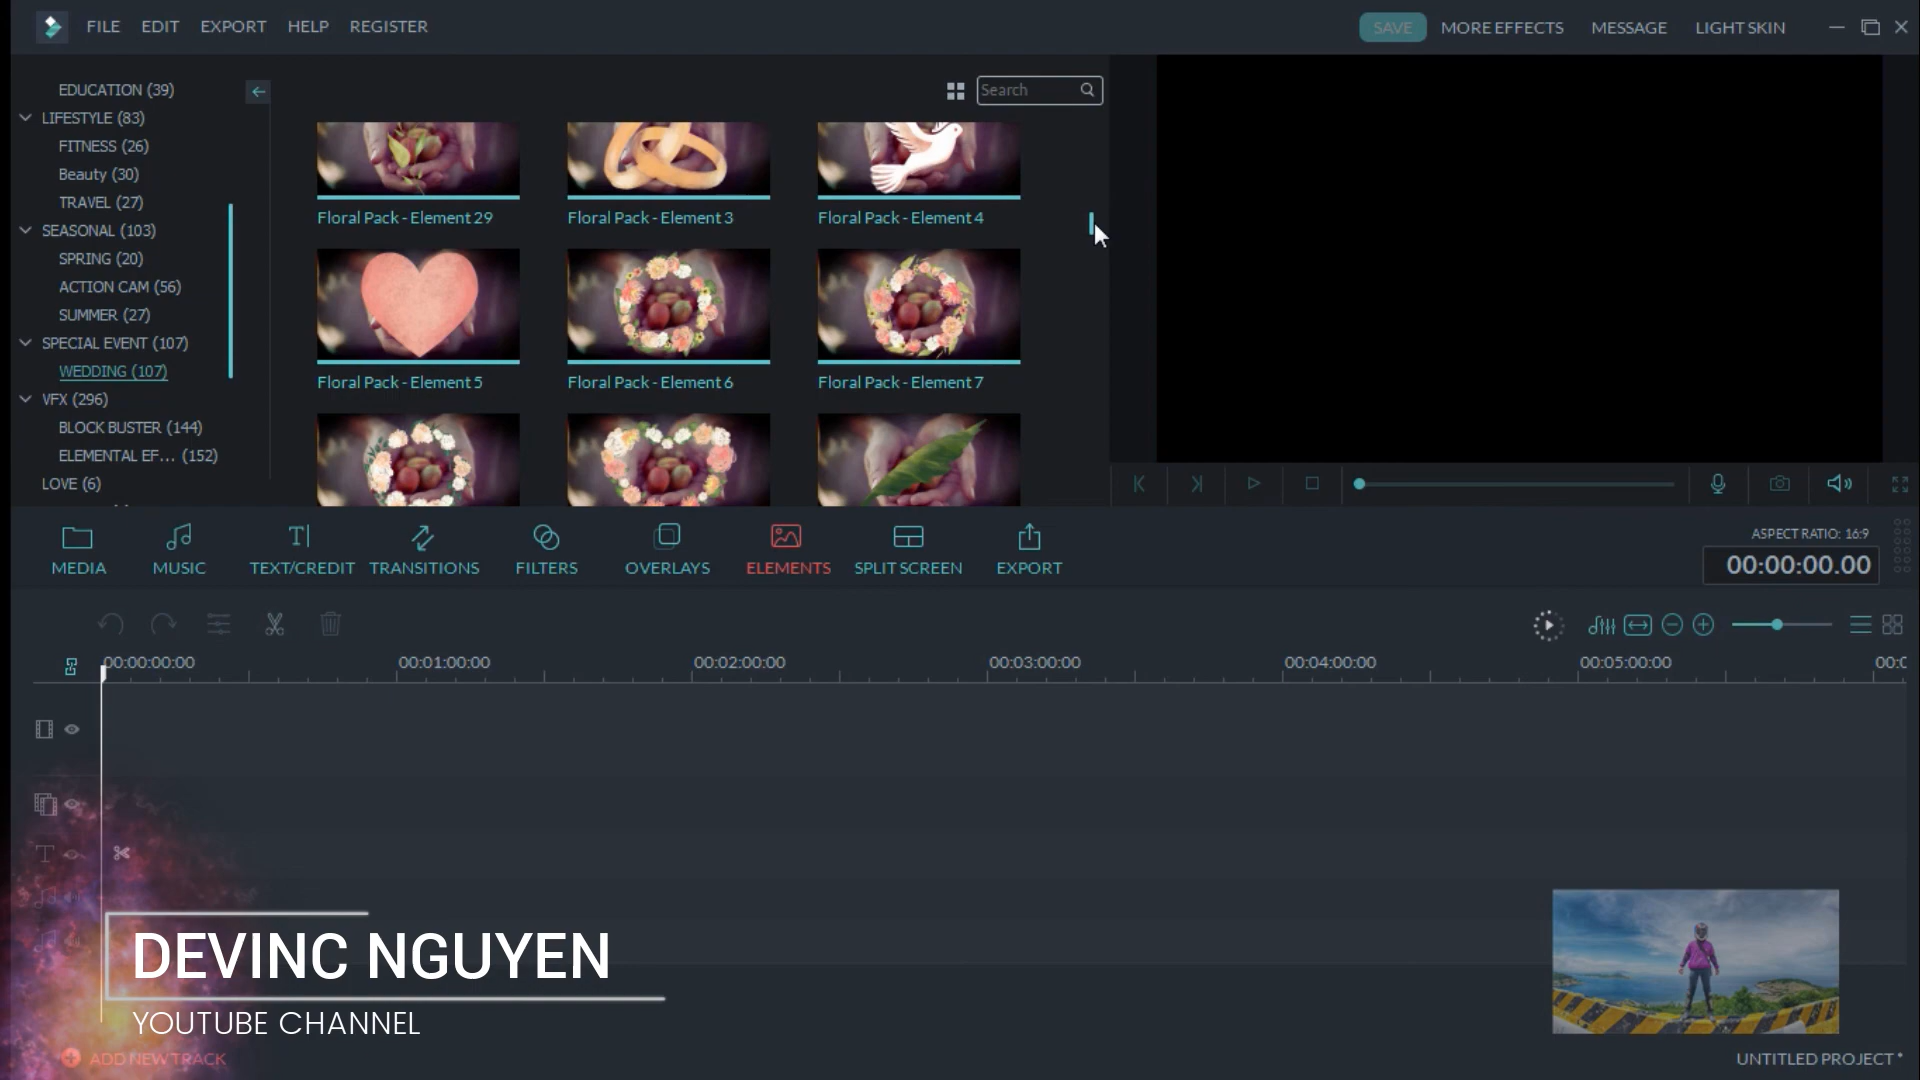 FILE EDIT EXPORT HELP REGISTER
SAVE MORE EFFECTS MESSAGE LIGHT SKIN
EDUCATION (39)
LIFESTYLE (83)
FITNESS (26)
Beauty (30)
TRAVEL (27)
SEASONAL (103)
SPRING (20)
ACTION CAM (56)
SUMMER (27)
SPECIAL EVENT (107)
WEDDING (107)
VFX (296)
BLOCK BUSTER (144)
ELEMENTAL EF... (152)
LOVE (6)
Search
Floral Pack - Element 29
Floral Pack - Element 3
Floral Pack - Element 4
Floral Pack - Element 5
Floral Pack - Element 6
Floral Pack - Element 7
MEDIA MUSIC TEXT/CREDIT TRANSITIONS FILTERS OVERLAYS ELEMENTS SPLIT SCREEN EXPORT
ASPECT RATIO: 16:9
00:00:00.00
00:00:00:00 00:01:00:00 00:02:00:00 00:03:00:00 00:04:00:00 00:05:00:00
DEVINC NGUYEN
YOUTUBE CHANNEL
ADD NEW TRACK
UNTITLED PROJECT *